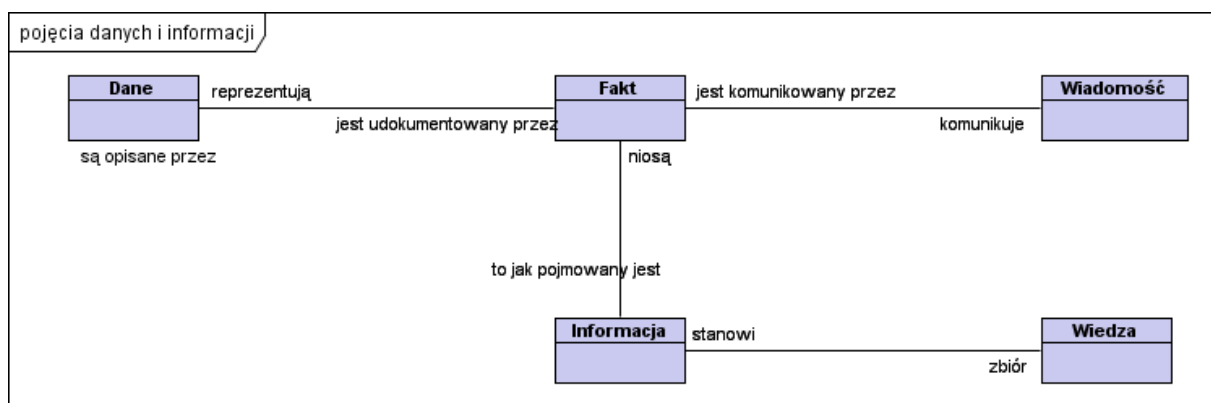 pojęcia danych i informacji
Dane
reprezentują
Fakt
jest komunikowany przez
Wiadomość
jest udokumentowany przez
komunikuje
są opisane przez
niosą
to jak pojmowany jest
Informacja
stanowi
Wiedza
zbiór